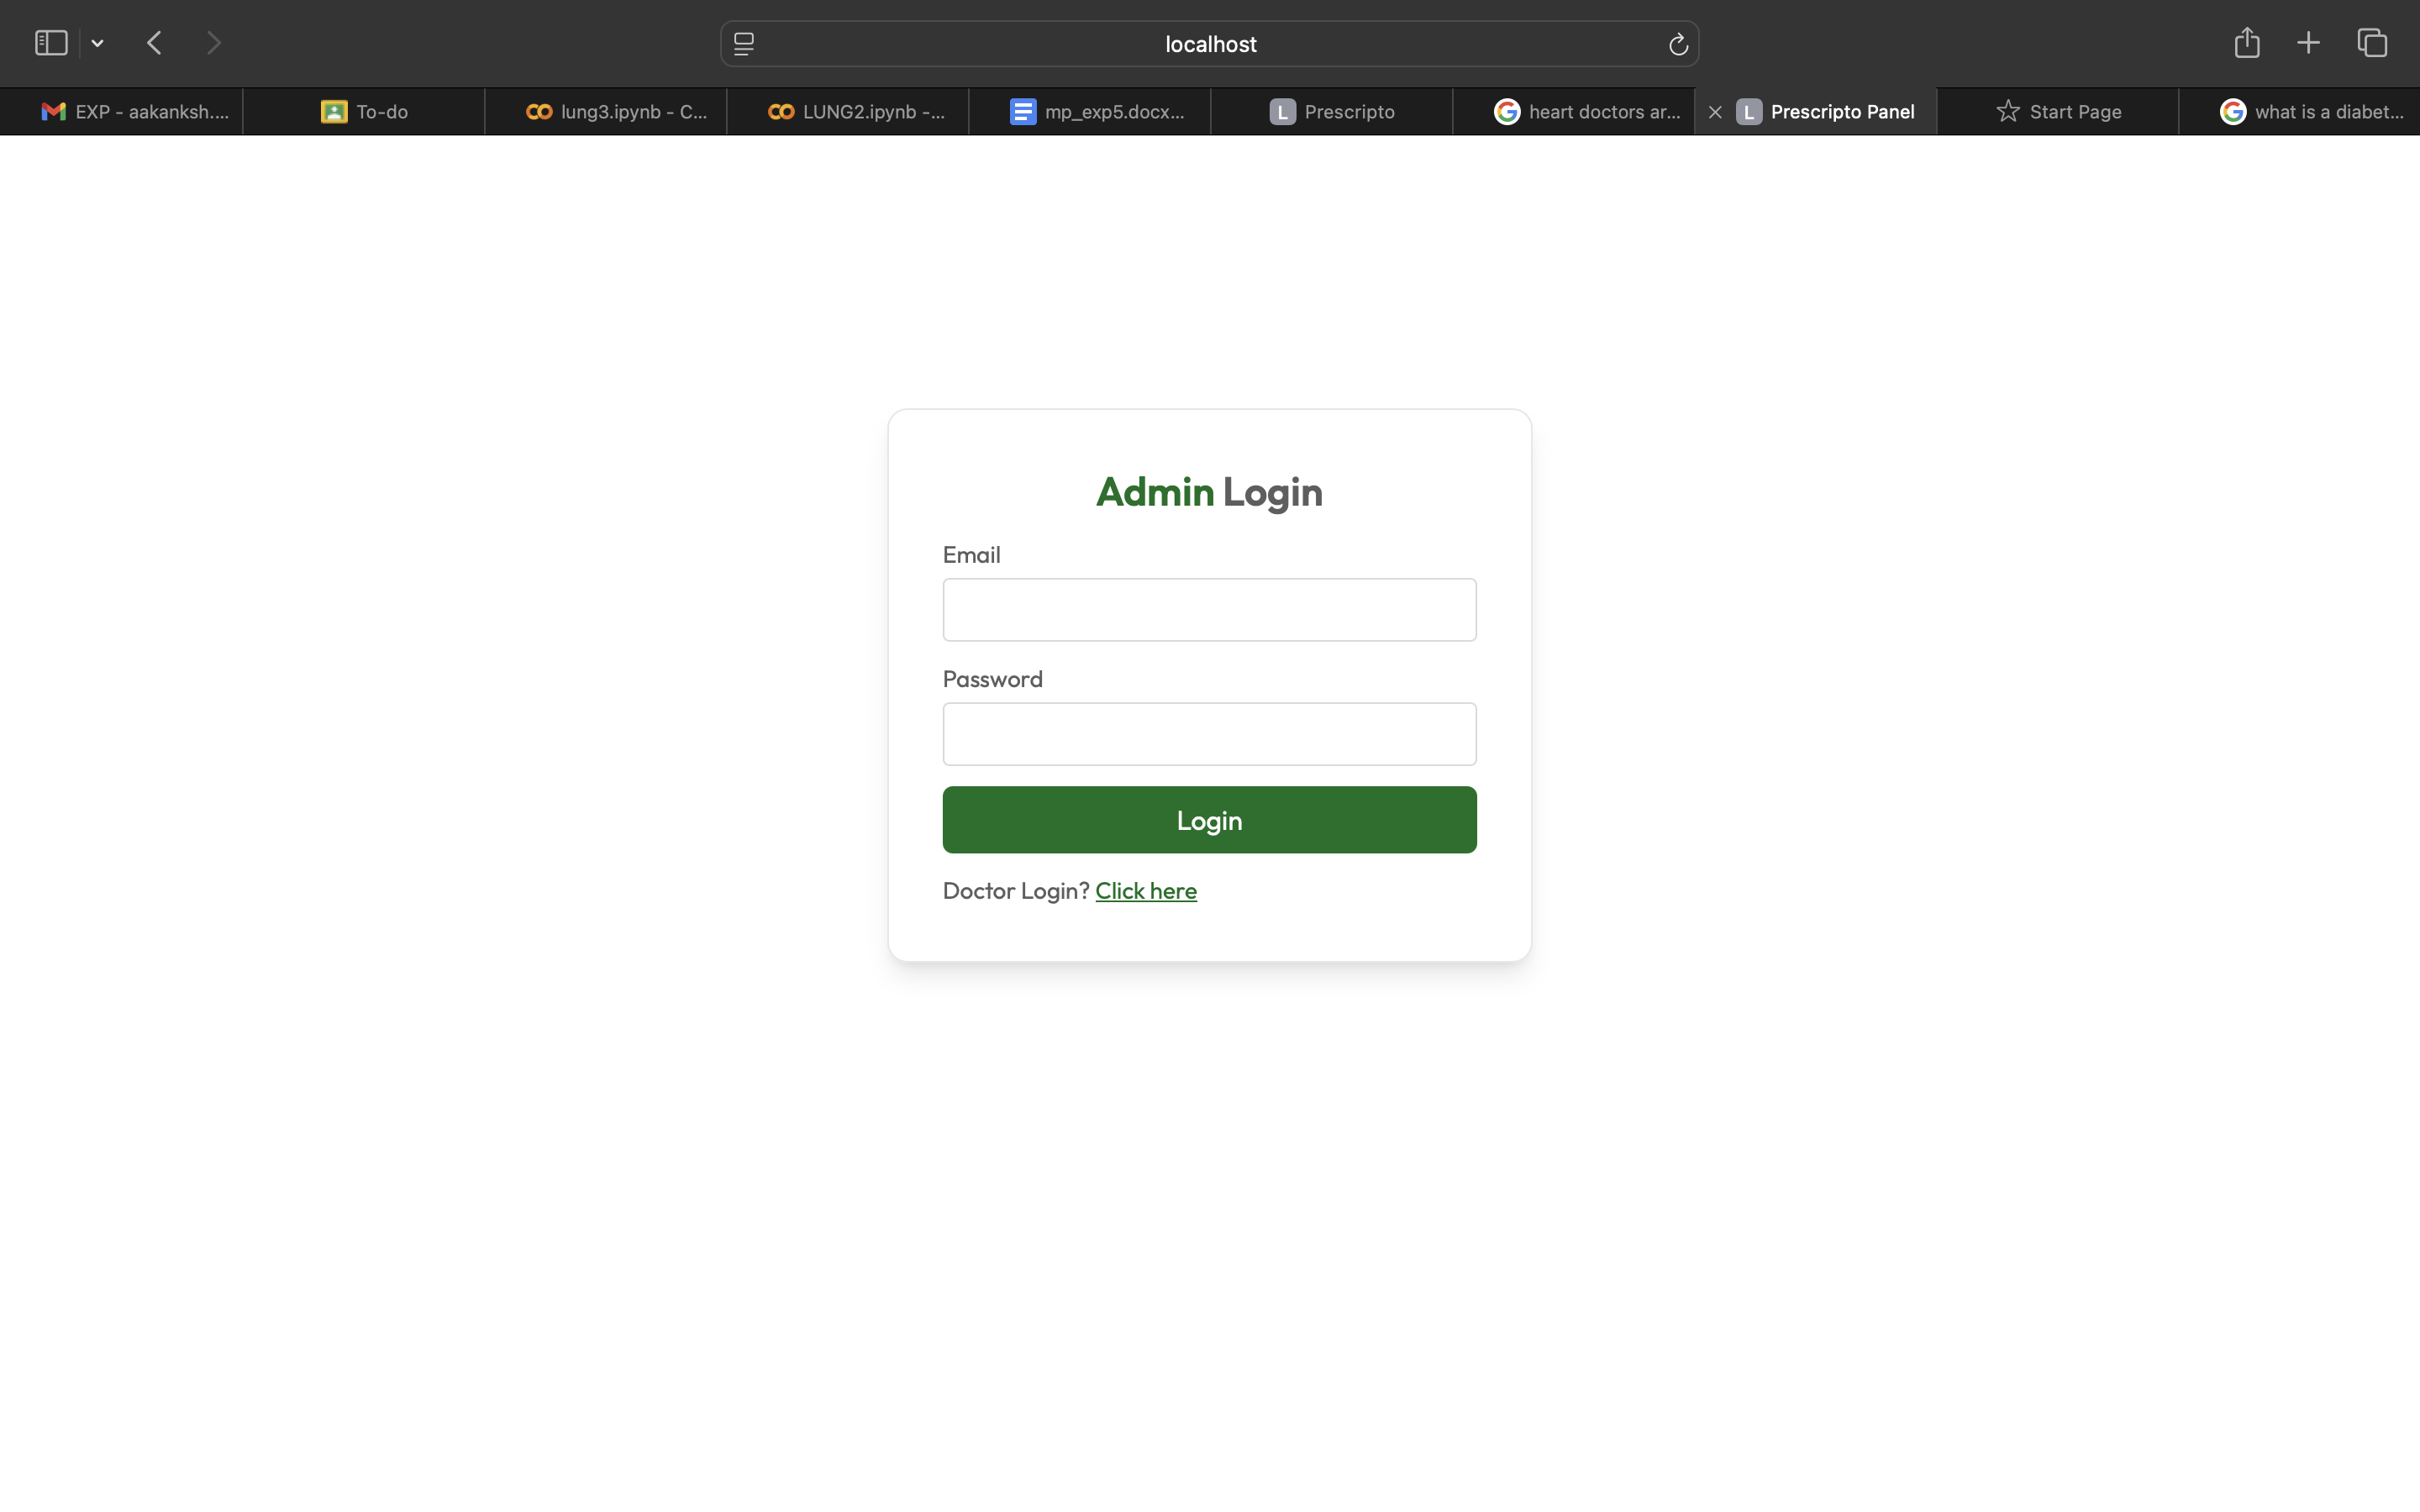 localhost
EXP - aakanksh....
To-do
lung3.ipynb - C...
LUNG2.ipynb -...
mp_exp5.docx...
L Prescripto
heart doctors ar...
L Prescripto Panel
Start Page
what is a diabet...
Admin Login
Email
Password
Login
Doctor Login? Click here